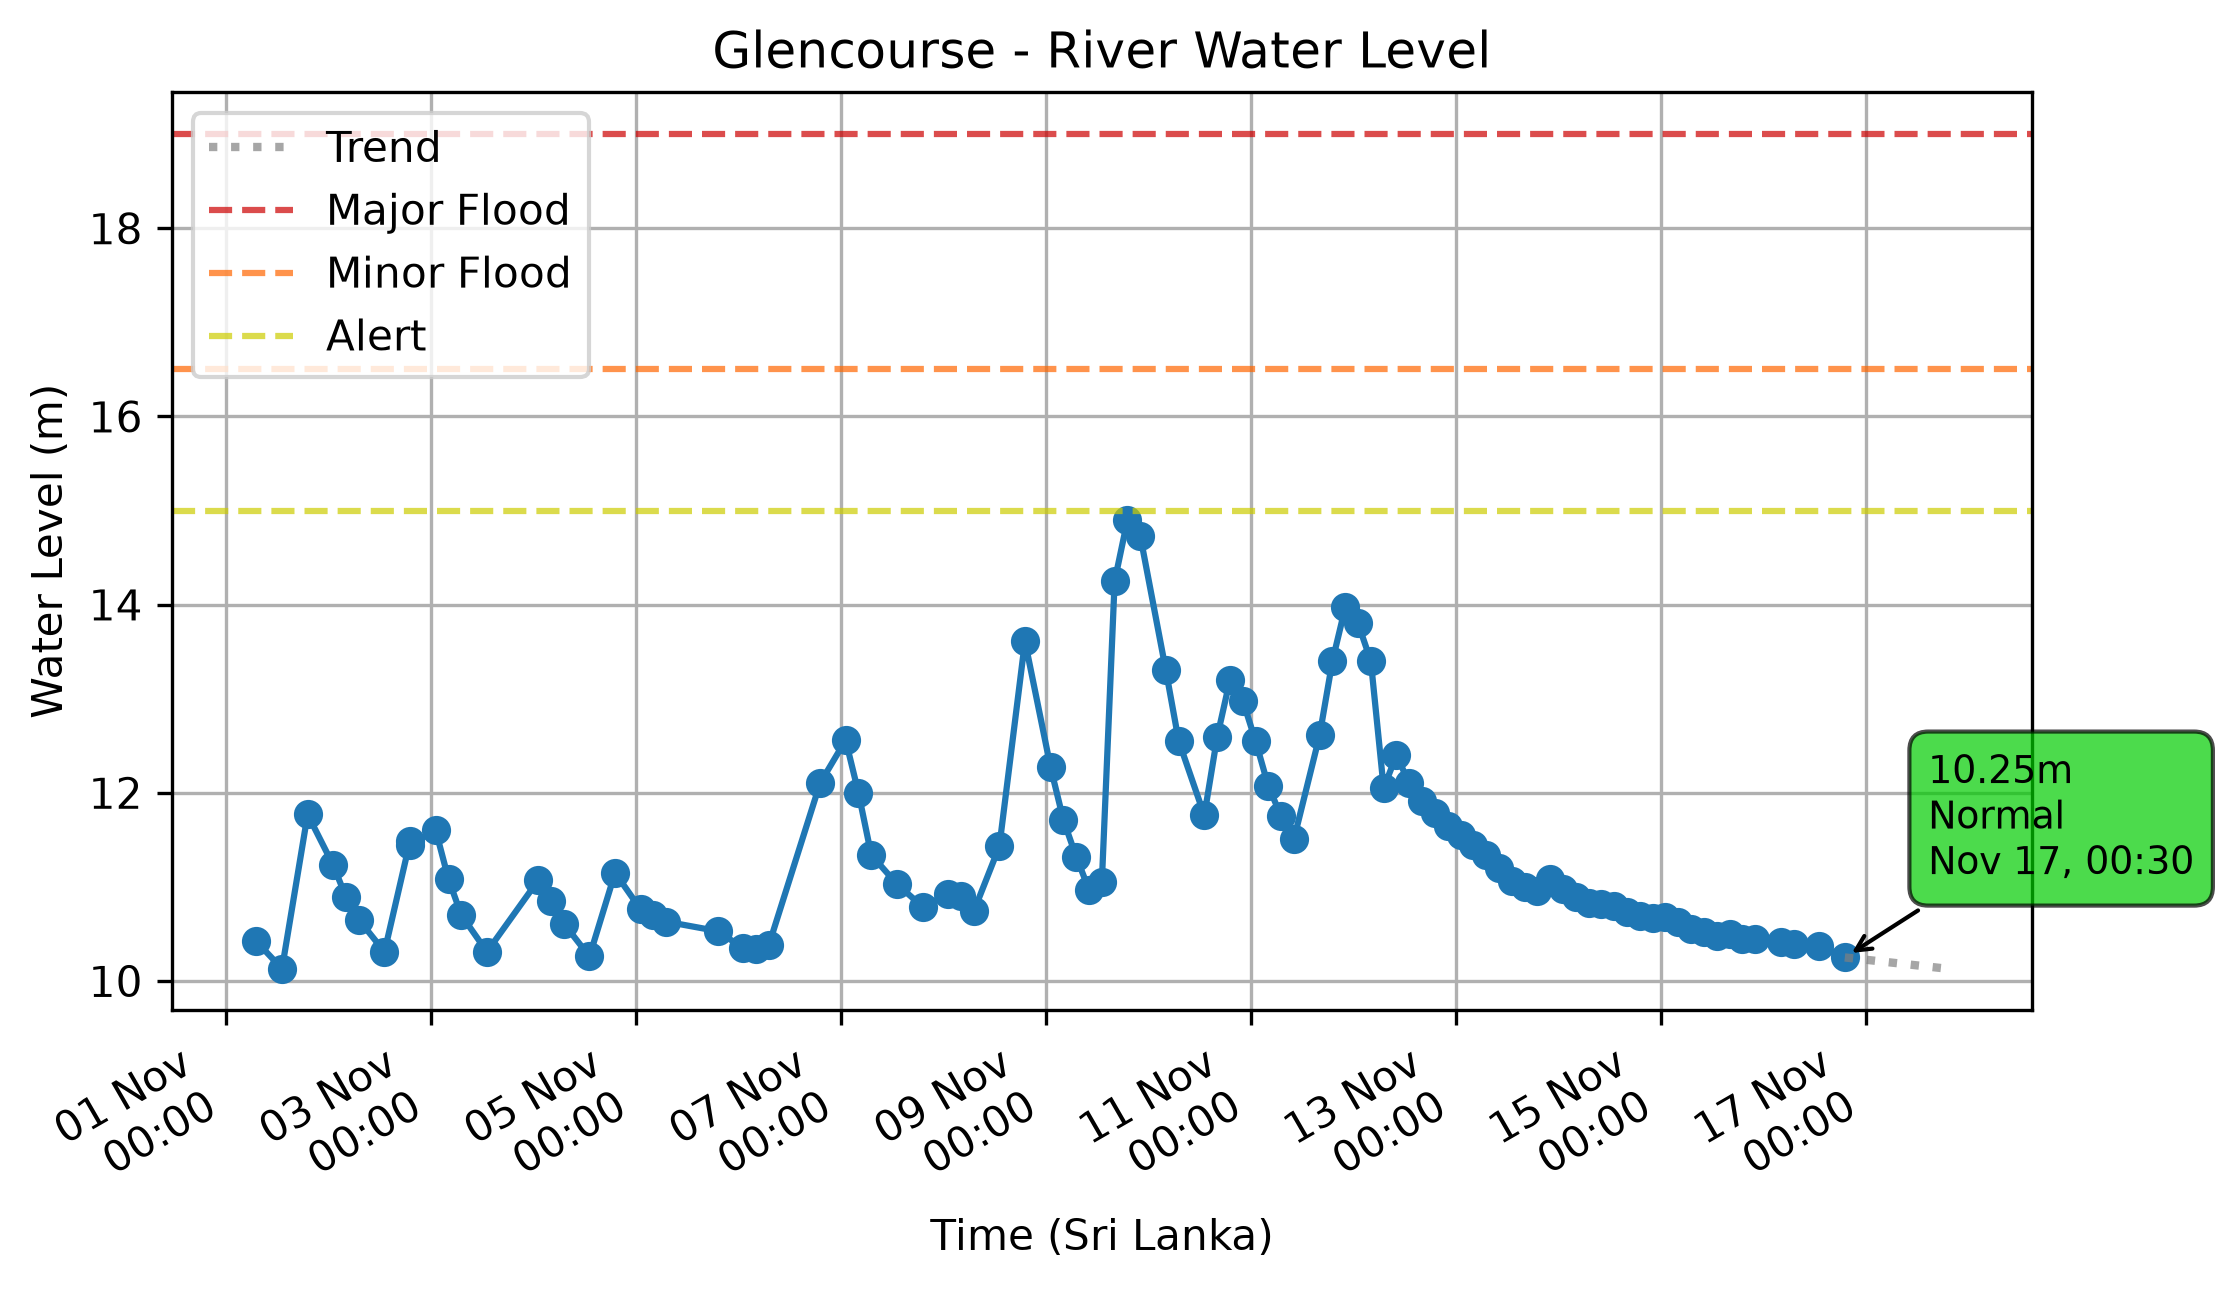 Glencourse - River Water Level
Trend
Major Flood
Minor Flood
Alert
Water Level (m)
18
16
14
12
10
10.25m
Normal
Nov 17, 00:30
01 Nov
00:00
03 Nov
00:00
05 Nov
00:00
07 Nov
00:00
09 Nov
00:00
11 Nov
00:00
13 Nov
00:00
15 Nov
00:00
17 Nov
00:00
Time (Sri Lanka)